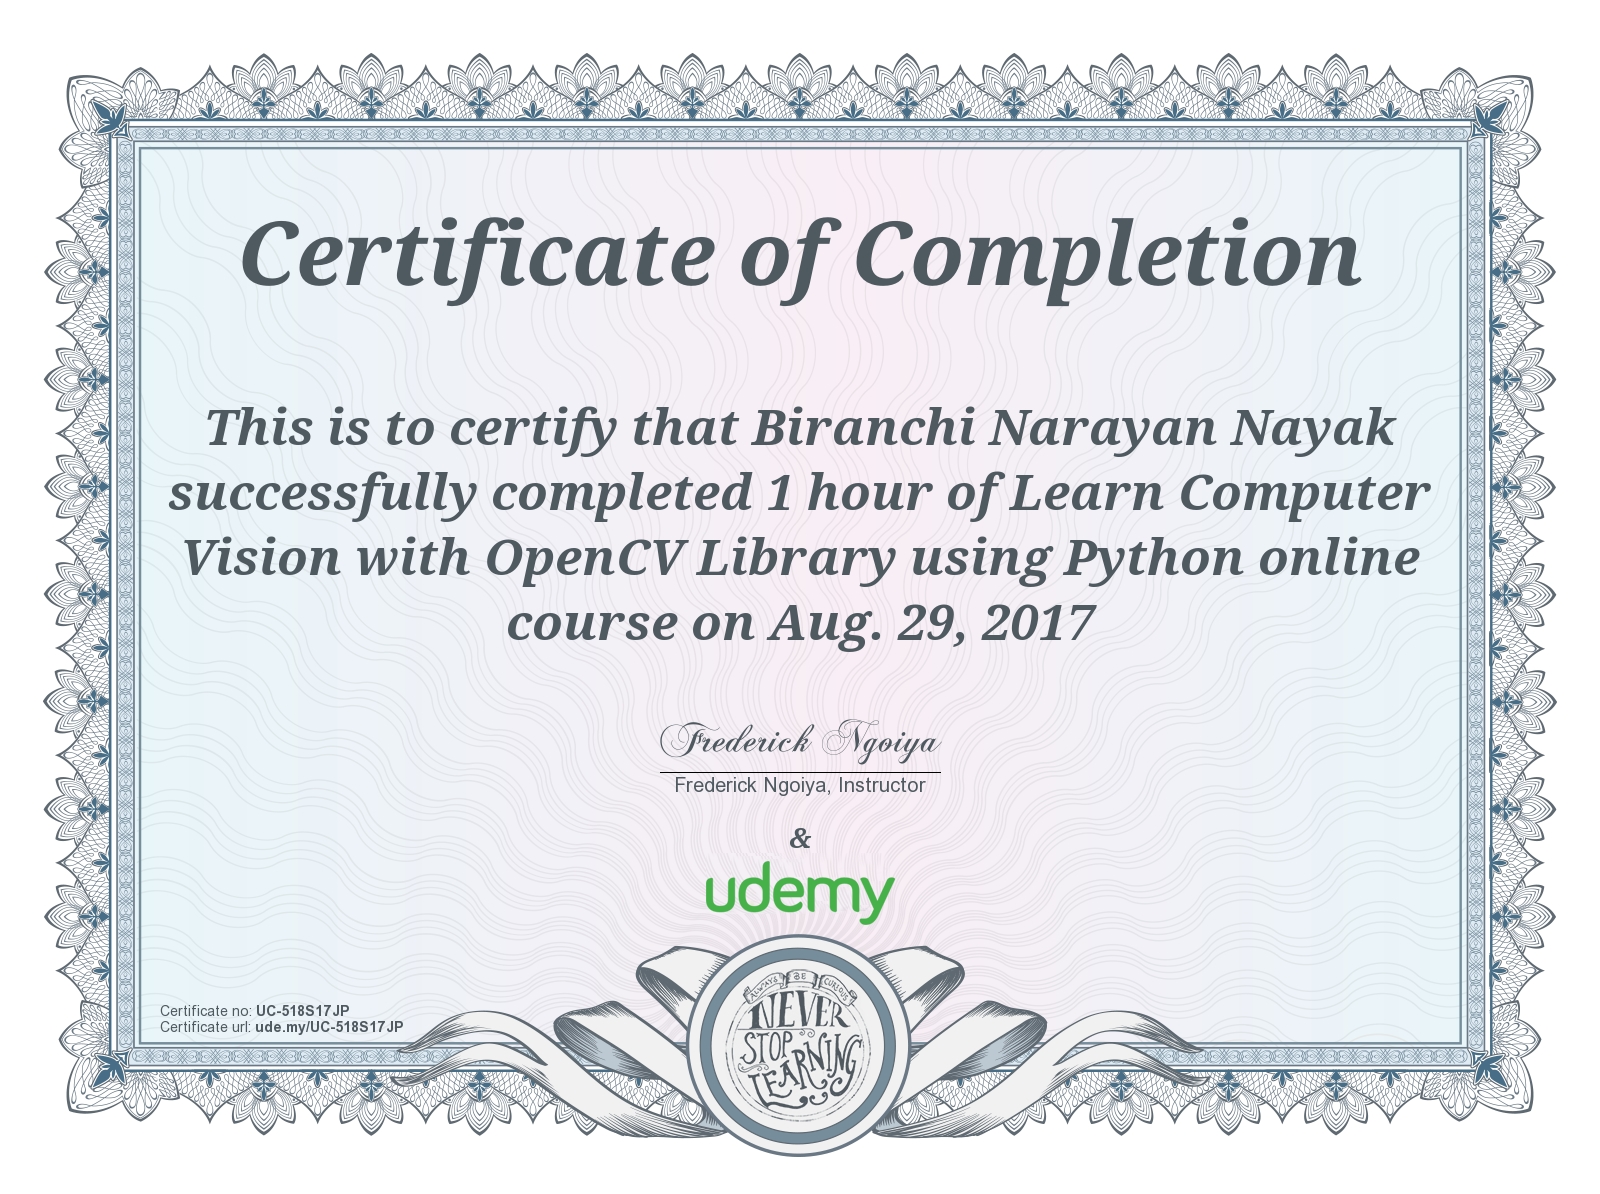 Certificate of Completion
This is to certify that Biranchi Narayan Nayak
successfully completed 1 hour of Learn Computer
Vision with OpenCV Library using Python online
course on Aug. 29, 2017
Frederick Ngoiya
Frederick Ngoiya, Instructor
&
udemy
Certificate no: UC-518S17JP
Certificate url: ude.my/UC-518S17JP
ALWAYS BE CURIOUS
NEVER
STOP
LEARNING